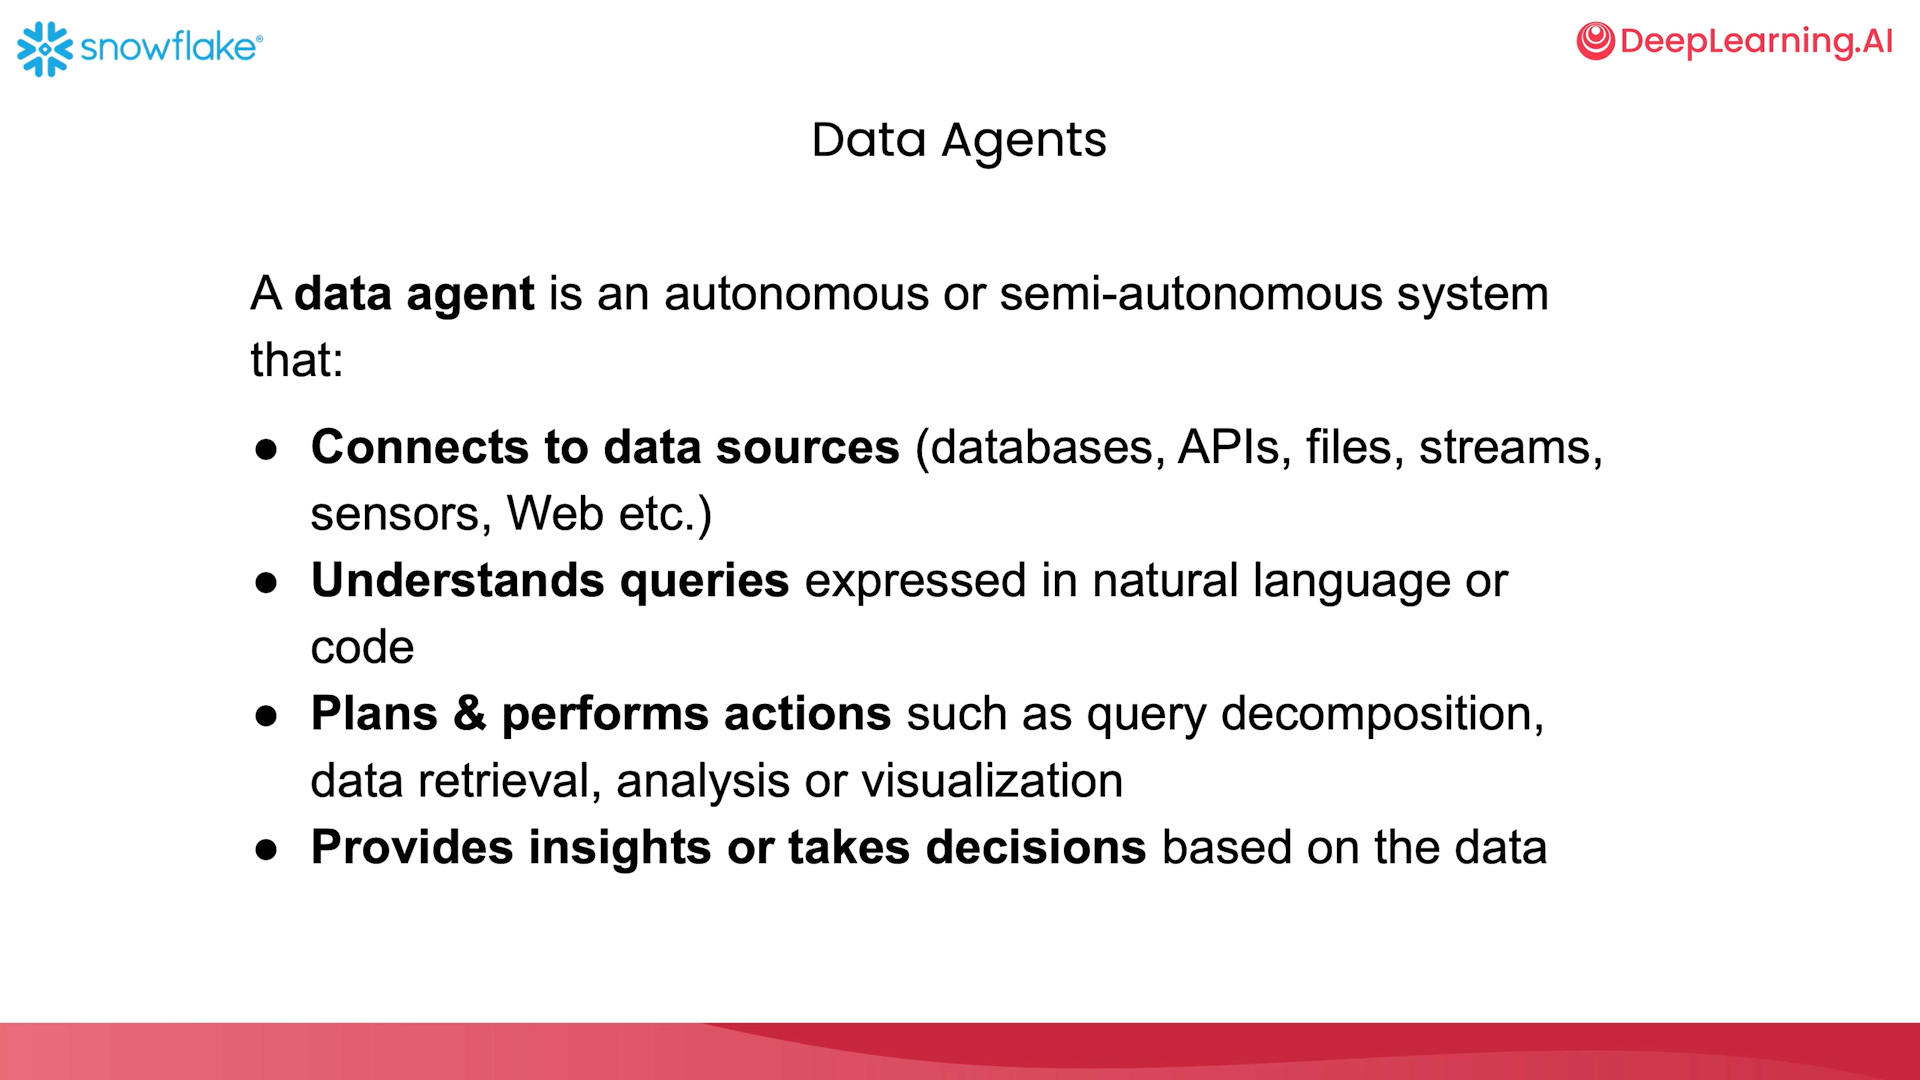 snowflake®
DeepLearning.AI
Data Agents
A data agent is an autonomous or semi-autonomous system
that:
● Connects to data sources (databases, APIs, files, streams,
sensors, Web etc.)
● Understands queries expressed in natural language or
code
● Plans & performs actions such as query decomposition,
data retrieval, analysis or visualization
● Provides insights or takes decisions based on the data